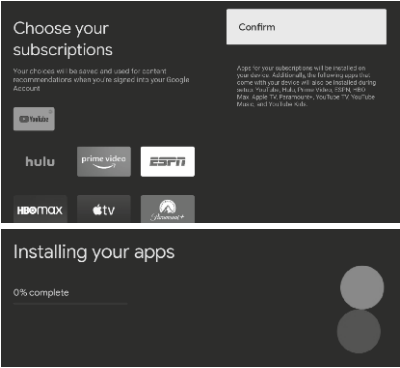 Choose your
subscriptions
Your choices will be saved and used for content
recommendations when you're signed into your Google
Account
YouTube
hulu
prime video
ESPN
HBOmax
tv
Paramount+
Confirm
Apps for your subscriptions will be installed on
your device. Additionally, the following apps that
come with your device will also be installed during
setup: YouTube, Hulu, Prime Video, ESPN, HBO
Max, Apple TV, Paramount+, YouTube TV, YouTube
Music, and YouTube Kids.
Installing your apps
0% complete